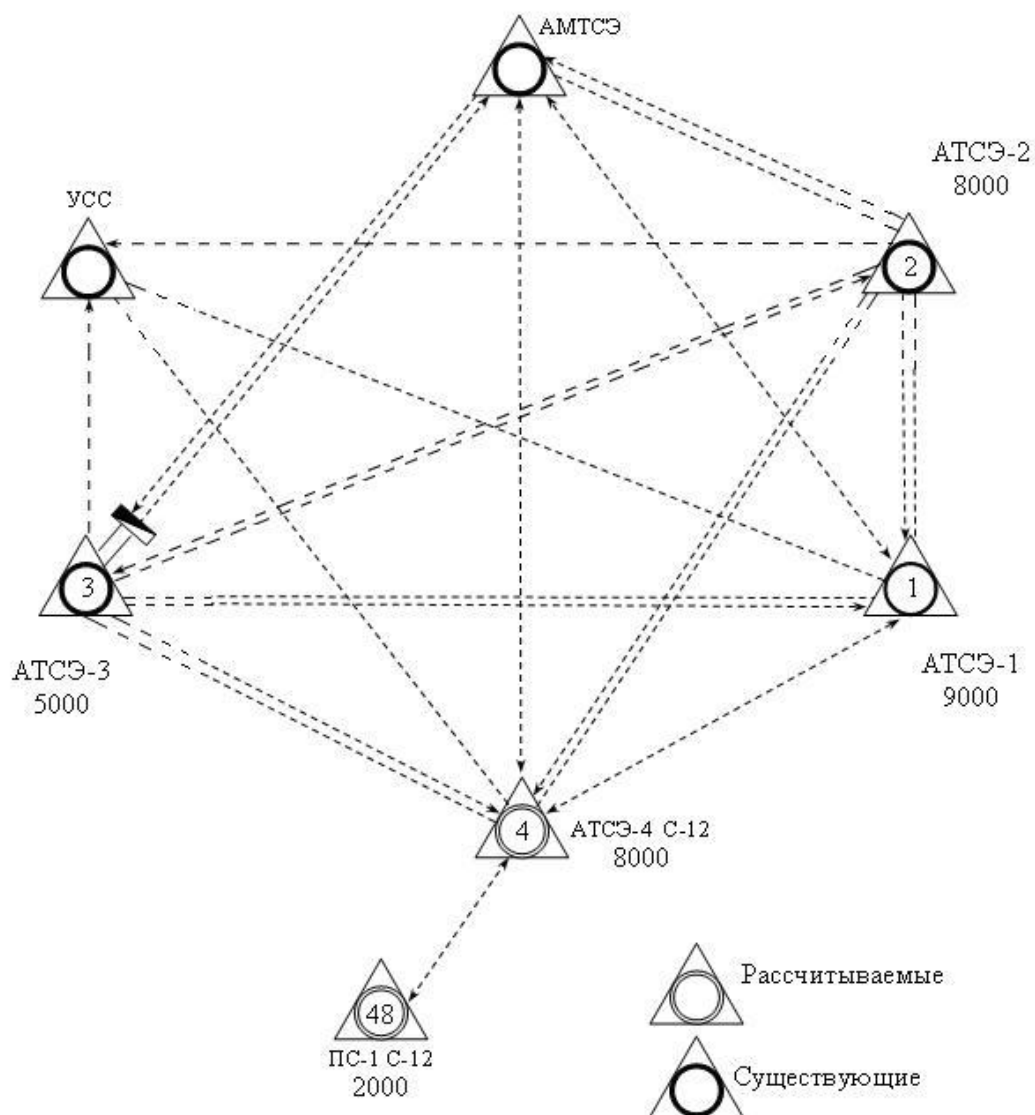 АМТСЭ
АТСЭ-2
8000
УСС
2
3
1
АТСЭ-3
5000
АТСЭ-1
9000
4
АТСЭ-4 С-12
8000
48
ПС-1 С-12
2000
Рассчитываемые
Существующие